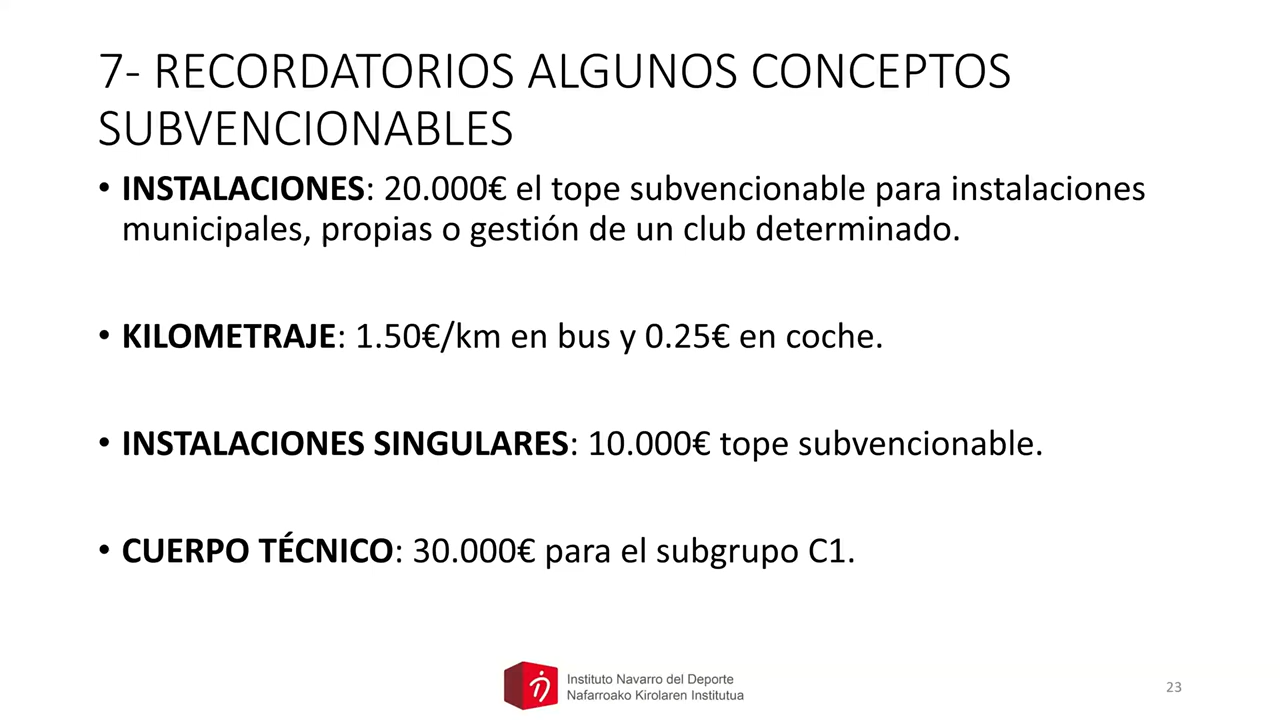 7- RECORDATORIOS ALGUNOS CONCEPTOS
SUBVENCIONABLES
• INSTALACIONES: 20.000€ el tope subvencionable para instalaciones
municipales, propias o gestión de un club determinado.
• KILOMETRAJE: 1.50€/km en bus y 0.25€ en coche.
• INSTALACIONES SINGULARES: 10.000€ tope subvencionable.
• CUERPO TÉCNICO: 30.000€ para el subgrupo C1.
Instituto Navarro del Deporte
Nafarroako Kirolaren Institutua
23